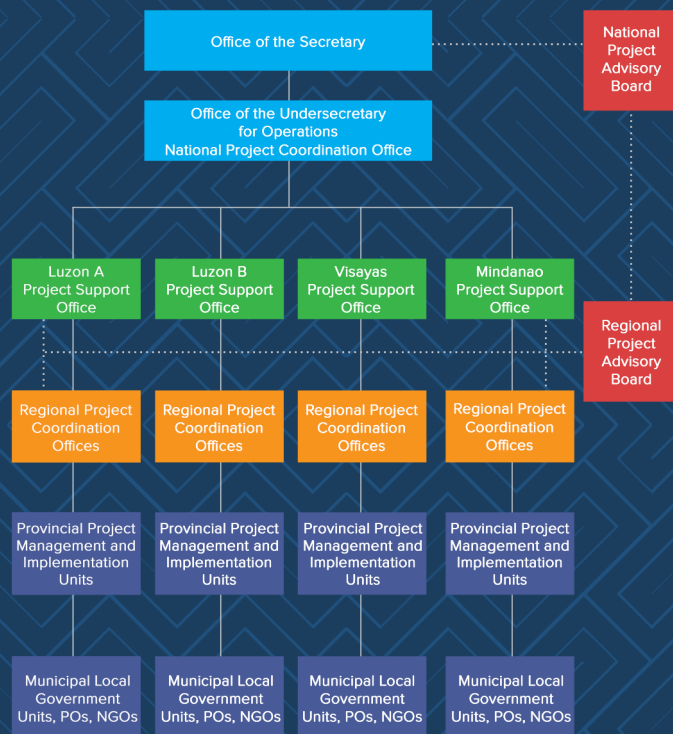 Office of the Secretary
National
Project
Advisory
Board
Office of the Undersecretary
for Operations
National Project Coordination Office
Luzon A
Project Support
Office
Luzon B
Project Support
Office
Visayas
Project Support
Office
Mindanao
Project Support
Office
Regional
Project
Advisory
Board
Regional Project
Coordination
Offices
Regional Project
Coordination
Offices
Regional Project
Coordination
Offices
Regional Project
Coordination
Offices
Provincial Project
Management and
Implementation
Units
Provincial Project
Management and
Implementation
Units
Provincial Project
Management and
Implementation
Units
Provincial Project
Management and
Implementation
Units
Municipal Local
Government
Units, POs, NGOs
Municipal Local
Government
Units, POs, NGOs
Municipal Local
Government
Units, POs, NGOs
Municipal Local
Government
Units, POs, NGOs